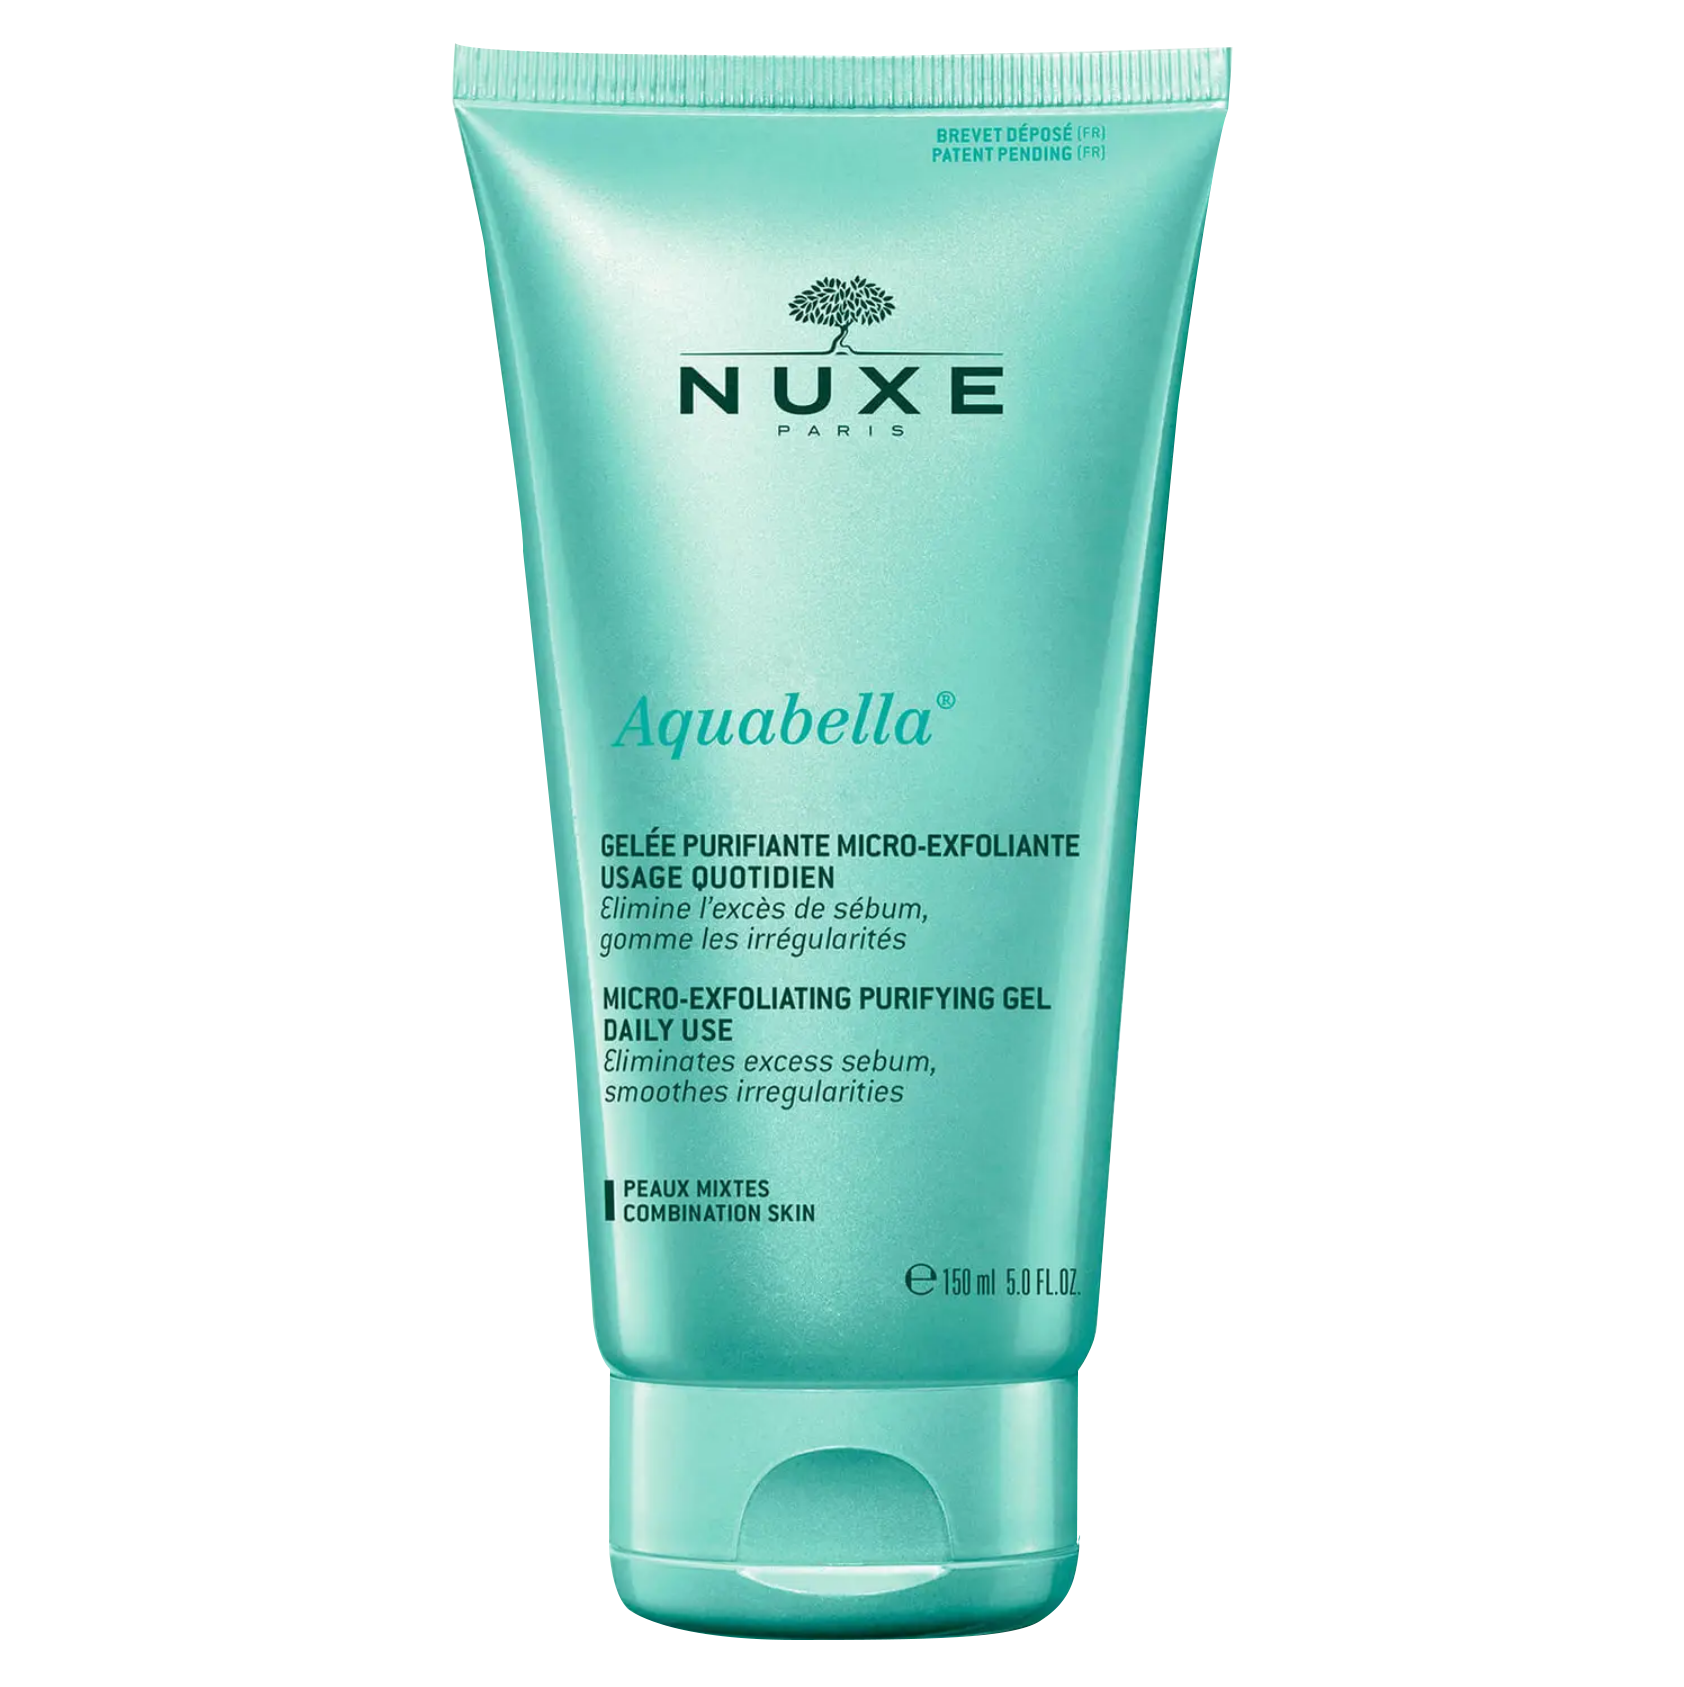 BREVET DÉPOSÉ (FR)
PATENT PENDING (FR)
NUXE
PARIS
Aquabella®
GELÉE PURIFIANTE MICRO-EXFOLIANTE
USAGE QUOTIDIEN
Elimine l'excès de sébum,
gomme les irrégularités
MICRO-EXFOLIATING PURIFYING GEL
DAILY USE
Eliminates excess sebum,
smoothes irregularities
PEAUX MIXTES
COMBINATION SKIN
℮ 150 ml 5.0 FL.OZ.